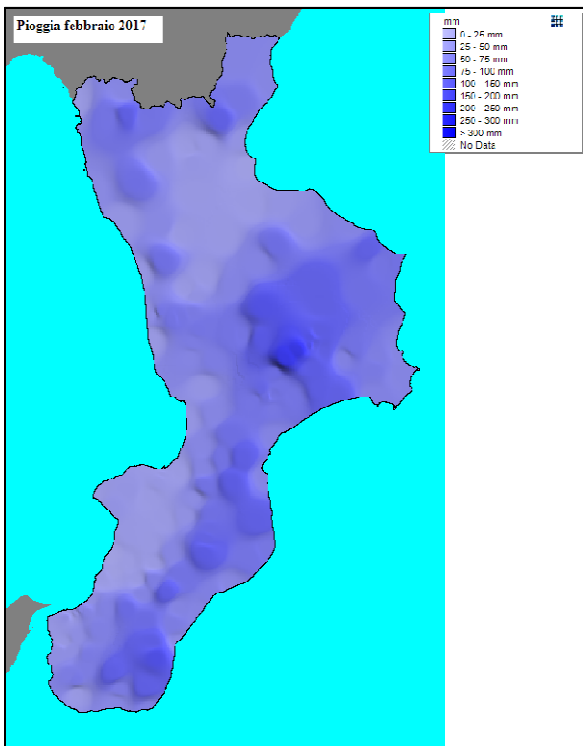 Pioggia febbraio 2017
mm
0 - 25 mm
25 - 50 mm
50 - 75 mm
75 - 100 mm
100 - 150 mm
150 - 200 mm
200 - 250 mm
250 - 300 mm
> 300 mm
No Data